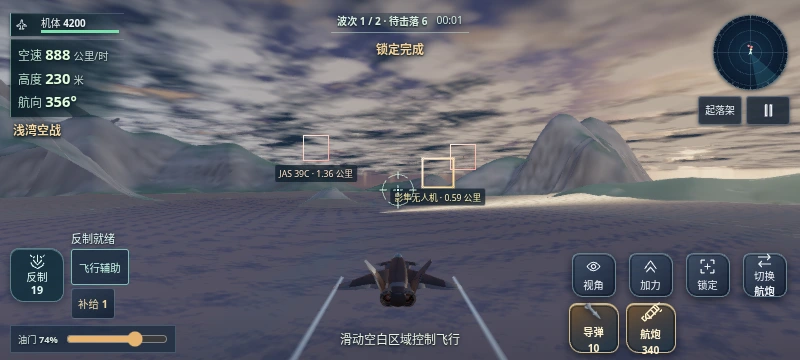 机体 4200
空速 888 公里/时
高度 230 米
航向 356°
浅湾空战
波次 1 / 2 · 待击落 6 00:01
锁定完成
起落架
JAS 39C · 1.36 公里
无人机 · 0.59 公里
反制就绪
反制
19
飞行辅助
补给 1
油门 74%
滑动空白区域控制飞行
视角
加力
锁定
切换
航炮
导弹
10
航炮
340